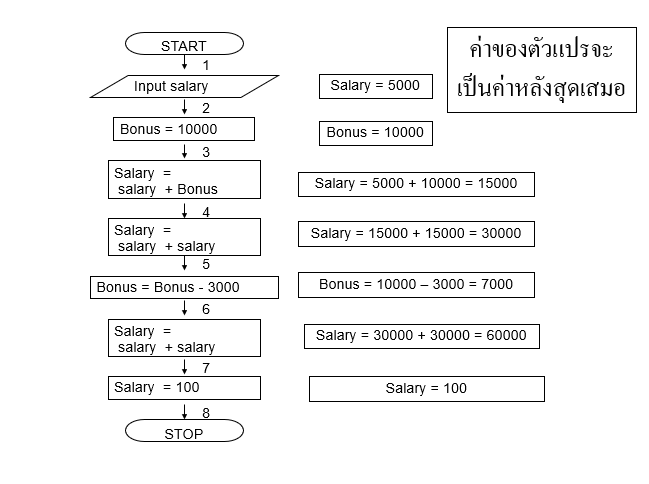 START
1
Input salary
2
Bonus = 10000
3
Salary =
salary + Bonus
4
Salary =
salary + salary
5
Bonus = Bonus - 3000
6
Salary =
salary + salary
7
Salary = 100
8
STOP
Salary = 5000
Bonus = 10000
Salary = 5000 + 10000 = 15000
Salary = 15000 + 15000 = 30000
Bonus = 10000 – 3000 = 7000
Salary = 30000 + 30000 = 60000
Salary = 100
ค่าของตัวแปรจะ
เป็นค่าหลังสุดเสมอ